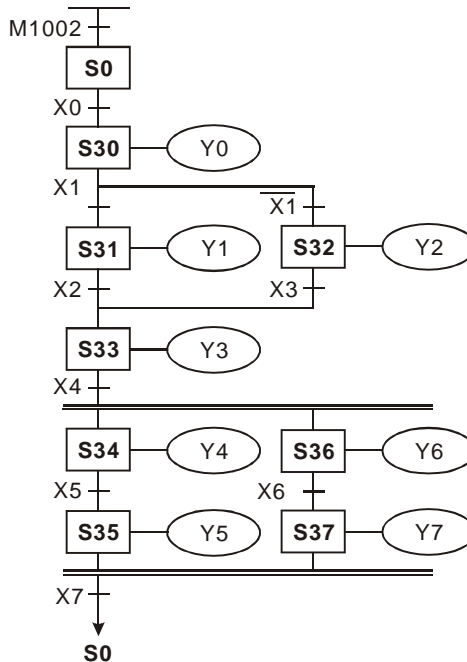 M1002
S0
X0
S30 Y0
X1 X1
S31 Y1 S32 Y2
X2 X3
S33 Y3
X4
S34 Y4 S36 Y6
X5 X6
S35 Y5 S37 Y7
X7
S0